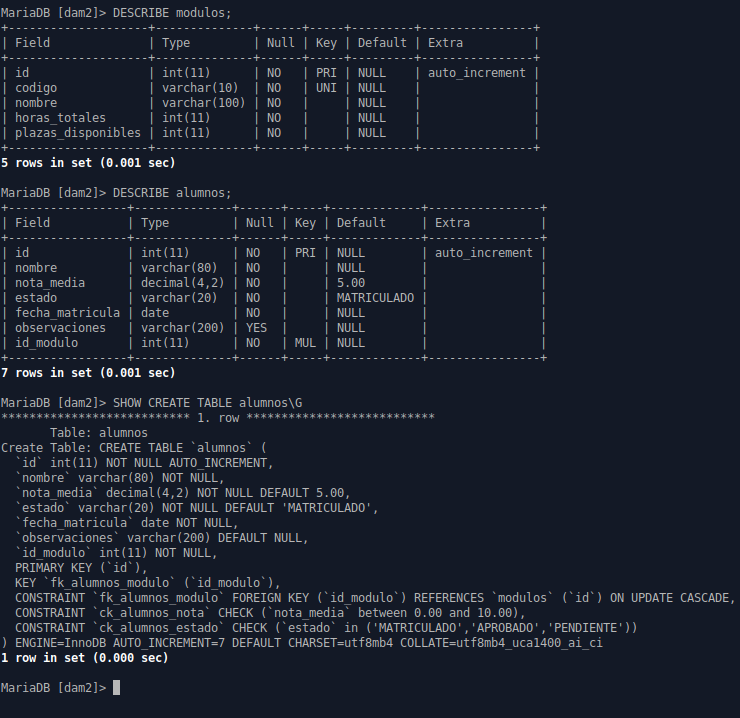 MariaDB [dam2]> DESCRIBE modulos;
+--------------------+--------------+------+-----+---------+----------------+
| Field              | Type         | Null | Key | Default | Extra          |
+--------------------+--------------+------+-----+---------+----------------+
| id                 | int(11)      | NO   | PRI | NULL    | auto_increment |
| codigo             | varchar(10)  | NO   | UNI | NULL    |                |
| nombre             | varchar(100) | NO   |     | NULL    |                |
| horas_totales      | int(11)      | NO   |     | NULL    |                |
| plazas_disponibles | int(11)      | NO   |     | NULL    |                |
+--------------------+--------------+------+-----+---------+----------------+
5 rows in set (0.001 sec)

MariaDB [dam2]> DESCRIBE alumnos;
+-----------------+--------------+------+-----+-------------+----------------+
| Field           | Type         | Null | Key | Default     | Extra          |
+-----------------+--------------+------+-----+-------------+----------------+
| id              | int(11)      | NO   | PRI | NULL        | auto_increment |
| nombre          | varchar(80)  | NO   |     | NULL        |                |
| nota_media      | decimal(4,2) | NO   |     | 5.00        |                |
| estado          | varchar(20)  | NO   |     | MATRICULADO |                |
| fecha_matricula | date         | NO   |     | NULL        |                |
| observaciones   | varchar(200) | YES  |     | NULL        |                |
| id_modulo       | int(11)      | NO   | MUL | NULL        |                |
+-----------------+--------------+------+-----+-------------+----------------+
7 rows in set (0.001 sec)

MariaDB [dam2]> SHOW CREATE TABLE alumnos\G
*************************** 1. row ***************************
       Table: alumnos
Create Table: CREATE TABLE `alumnos` (
  `id` int(11) NOT NULL AUTO_INCREMENT,
  `nombre` varchar(80) NOT NULL,
  `nota_media` decimal(4,2) NOT NULL DEFAULT 5.00,
  `estado` varchar(20) NOT NULL DEFAULT 'MATRICULADO',
  `fecha_matricula` date NOT NULL,
  `observaciones` varchar(200) DEFAULT NULL,
  `id_modulo` int(11) NOT NULL,
  PRIMARY KEY (`id`),
  KEY `fk_alumnos_modulo` (`id_modulo`),
  CONSTRAINT `fk_alumnos_modulo` FOREIGN KEY (`id_modulo`) REFERENCES `modulos` (`id`) ON UPDATE CASCADE,
  CONSTRAINT `ck_alumnos_nota` CHECK (`nota_media` between 0.00 and 10.00),
  CONSTRAINT `ck_alumnos_estado` CHECK (`estado` in ('MATRICULADO','APROBADO','PENDIENTE'))
) ENGINE=InnoDB AUTO_INCREMENT=7 DEFAULT CHARSET=utf8mb4 COLLATE=utf8mb4_uca1400_ai_ci
1 row in set (0.000 sec)

MariaDB [dam2]>